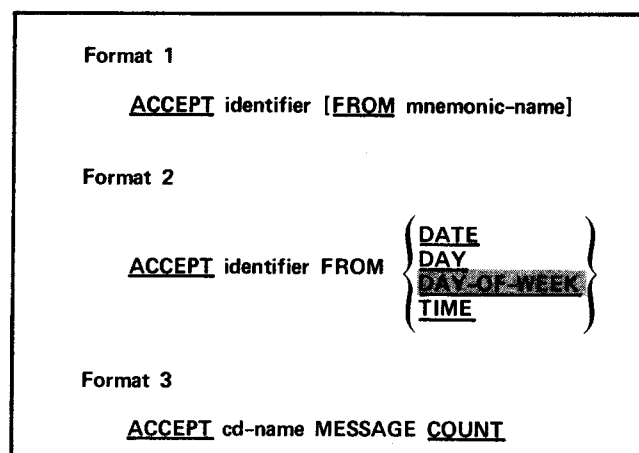 Format 1
ACCEPT identifier [FROM mnemonic-name]
Format 2
ACCEPT identifier FROM
DATE
DAY
DAY-OF-WEEK
TIME
Format 3
ACCEPT cd-name MESSAGE COUNT